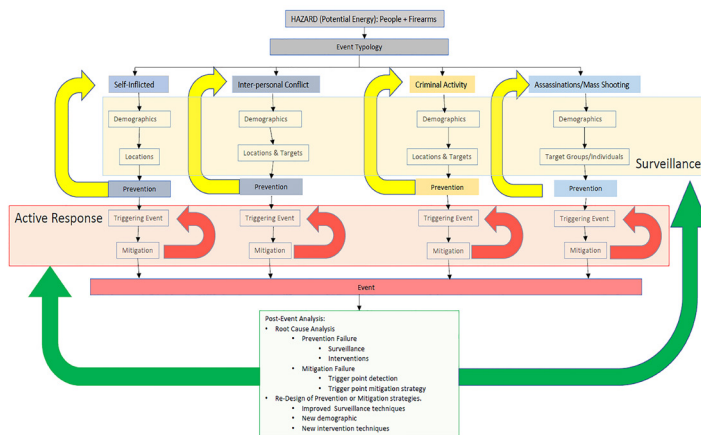 HAZARD (Potential Energy): People + Firearms
Event Typology
Self-Inflicted
Inter-personal Conflict
Criminal Activity
Assassinations/Mass Shooting
Demographics
Demographics
Demographics
Demographics
Locations
Locations & Targets
Locations & Targets
Target Groups/Individuals
Surveillance
Prevention
Prevention
Prevention
Prevention
Active Response
Triggering Event
Triggering Event
Triggering Event
Triggering Event
Mitigation
Mitigation
Mitigation
Mitigation
Event
Post-Event Analysis:
• Root Cause Analysis
• Prevention Failure
• Surveillance
• Interventions
• Mitigation Failure
• Trigger point detection
• Trigger point mitigation strategy
• Re-Design of Prevention or Mitigation strategies.
• Improved Surveillance techniques
• New demographic
• New intervention techniques